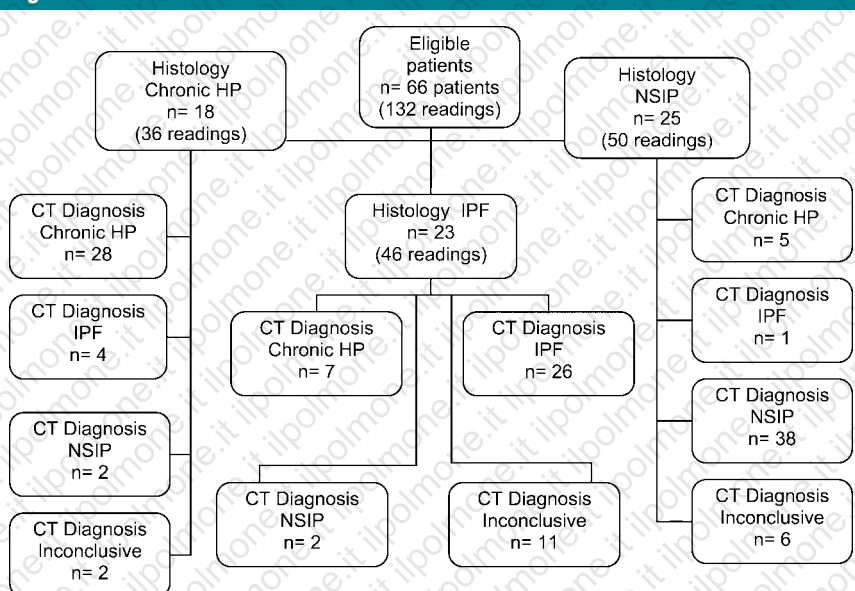 Eligible
patients
n= 66 patients
(132 readings)
Histology
Chronic HP
n= 18
(36 readings)
Histology
NSIP
n= 25
(50 readings)
CT Diagnosis
Chronic HP
n= 28
CT Diagnosis
IPF
n= 4
CT Diagnosis
NSIP
n= 2
CT Diagnosis
Inconclusive
n= 2
Histology IPF
n= 23
(46 readings)
CT Diagnosis
Chronic HP
n= 7
CT Diagnosis
IPF
n= 26
CT Diagnosis
NSIP
n= 2
CT Diagnosis
Inconclusive
n= 11
CT Diagnosis
Chronic HP
n= 5
CT Diagnosis
IPF
n= 1
CT Diagnosis
NSIP
n= 38
CT Diagnosis
Inconclusive
n= 6
ilpolmone.it